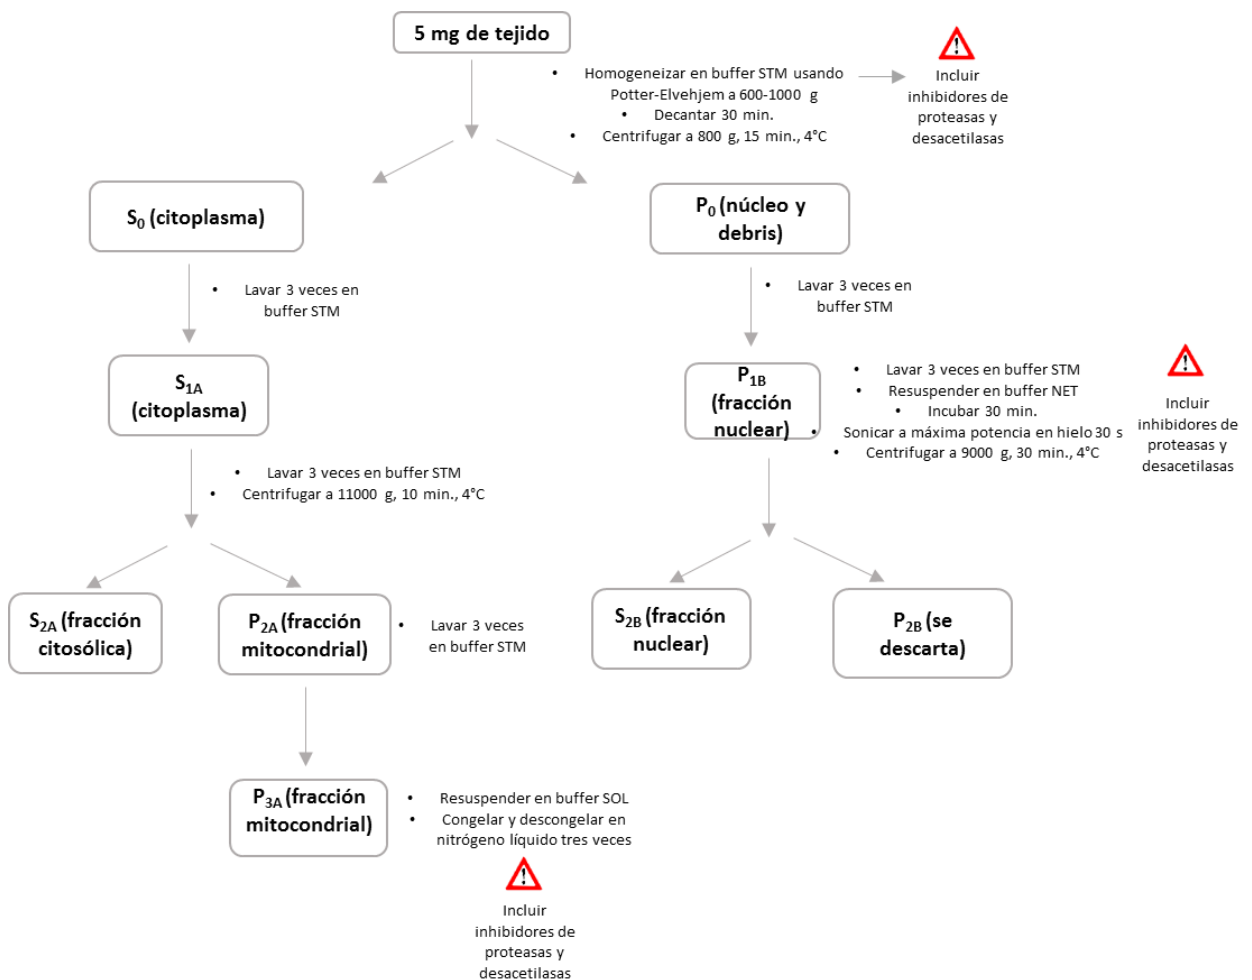 5 mg de tejido
• Homogeneizar en buffer STM usando
Potter-Elvehjem a 600-1000 g
• Decantar 30 min.
• Centrifugar a 800 g, 15 min., 4°C
Incluir
inhibidores de
proteasas y
desacetilasas
S0 (citoplasma)
P0 (núcleo y
debris)
• Lavar 3 veces en
buffer STM
• Lavar 3 veces en
buffer STM
S1A
(citoplasma)
P1B
(fracción
nuclear)
• Lavar 3 veces en buffer STM
• Resuspender en buffer NET
• Incubar 30 min.
• Sonicar a máxima potencia en hielo 30 s
• Centrifugar a 9000 g, 30 min., 4°C
Incluir
inhibidores de
proteasas y
desacetilasas
• Lavar 3 veces en buffer STM
• Centrifugar a 11000 g, 10 min., 4°C
S2A (fracción
citosólica)
P2A (fracción
mitocondrial)
• Lavar 3 veces
en buffer STM
S2B (fracción
nuclear)
P2B (se
descarta)
P3A (fracción
mitocondrial)
• Resuspender en buffer SOL
• Congelar y descongelar en
nitrógeno líquido tres veces
Incluir
inhibidores de
proteasas y
desacetilasas